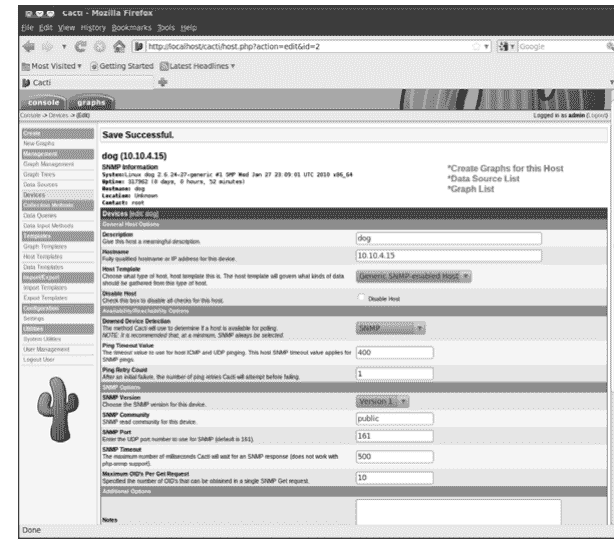 Cacti - Mozilla Firefox
File Edit View History Bookmarks Tools Help
http://localhost/cacti/host.php?action=edit&id=2
Google
Most Visited Getting Started Latest Headlines
Cacti
console graphs
Console -> Devices -> (Edit)
Logged in as admin (Logout)
Create
New Graphs
Management
Graph Management
Graph Trees
Data Sources
Devices
Collection Methods
Data Queries
Data Input Methods
Templates
Graph Templates
Host Templates
Data Templates
Import/Export
Import Templates
Export Templates
Configuration
Settings
Utilities
System Utilities
User Management
Logout User
Save Successful.
dog (10.10.4.15)
SNMP Information
System:Linux dog 2.6.24-27-generic #1 SMP Wed Jan 27 23:09:01 UTC 2010 x86_64
Uptime: 317962 (0 days, 0 hours, 52 minutes)
Hostname: dog
Location: Unknown
Contact: root
*Create Graphs for this Host
*Data Source List
*Graph List
Devices [edit: dog]
General Host Options
Description
Give this host a meaningful description.
dog
Hostname
Fully qualified hostname or IP address for this device.
10.10.4.15
Host Template
Choose what type of host, host template this is. The host template will govern what kinds of data
should be gathered from this type of host.
Generic SNMP-enabled Host
Disable Host
Check this box to disable all checks for this host.
Disable Host
Availability/Reachability Options
Downed Device Detection
The method Cacti will use to determine if a host is available for polling.
NOTE: It is recommended that, at a minimum, SNMP always be selected.
SNMP
Ping Timeout Value
The timeout value to use for host ICMP and UDP pinging. This host SNMP timeout value applies for
SNMP pings.
400
Ping Retry Count
After an initial failure, the number of ping retries Cacti will attempt before failing.
1
SNMP Options
SNMP Version
Choose the SNMP version for this device.
Version 1
SNMP Community
SNMP read community for this device.
public
SNMP Port
Enter the UDP port number to use for SNMP (default is 161).
161
SNMP Timeout
The maximum number of milliseconds Cacti will wait for an SNMP response (does not work with
php-snmp support).
500
Maximum OID's Per Get Request
Specified the number of OID's that can be obtained in a single SNMP Get request.
10
Additional Options
Notes
Done